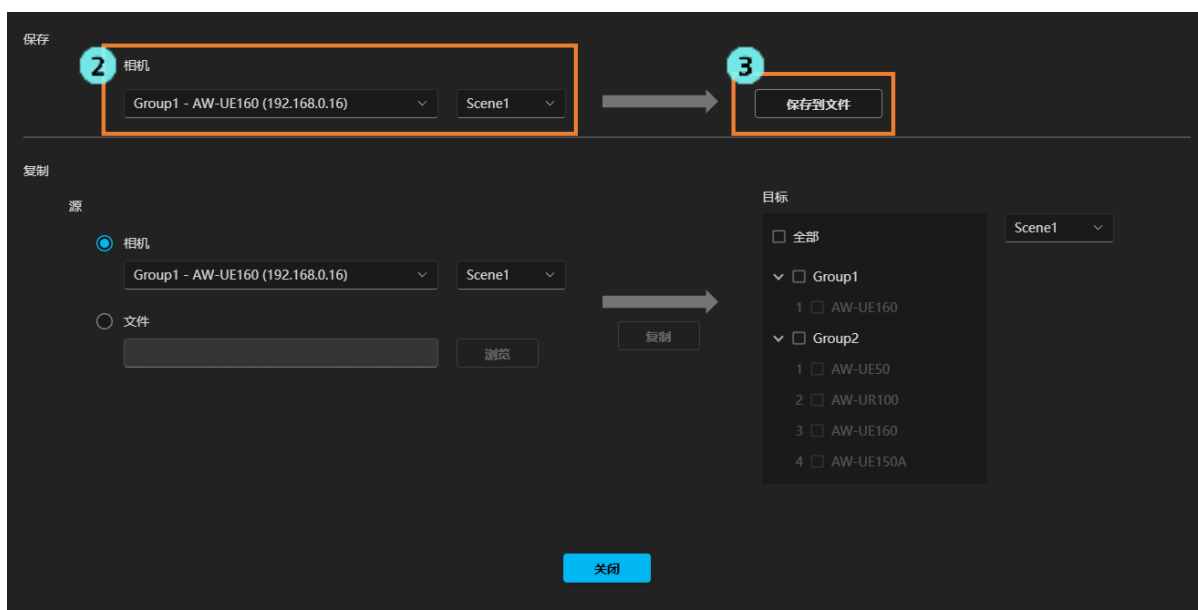 保存
2
相机
3
Group1 - AW-UE160 (192.168.0.16) Scene1 保存到文件
复制
源
目标
相机
全部
Scene1
Group1 - AW-UE160 (192.168.0.16) Scene1
Group1
1 AW-UE160
文件
复制
Group2
浏览
1 AW-UE50
2 AW-UR100
3 AW-UE160
4 AW-UE150A
关闭